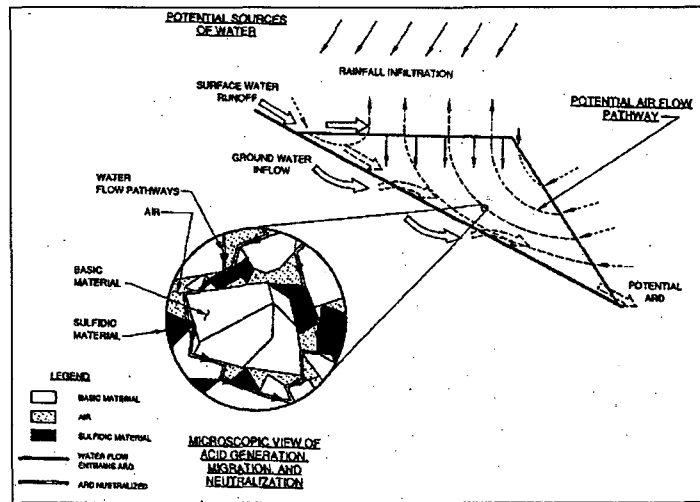 POTENTIAL SOURCES
OF WATER
RAINFALL INFILTRATION
SURFACE WATER
RUNOFF
POTENTIAL AIR FLOW
PATHWAY
GROUND WATER
INFLOW
WATER
FLOW PATHWAYS
AIR
BASIC
MATERIAL
SULFIDIC
MATERIAL
POTENTIAL
ARD
LEGEND
BASIC MATERIAL
AIR
SULFIDIC MATERIAL
WATER FLOW
ENTRAINS ARD
ARD NEUTRALIZED
MICROSCOPIC VIEW OF
ACID GENERATION,
MIGRATION, AND
NEUTRALIZATION